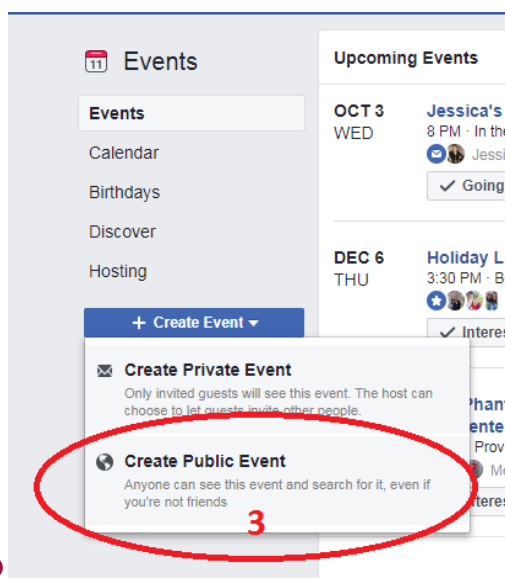 11 Events
Events
Calendar
Birthdays
Discover
Hosting
+ Create Event
Create Private Event
Only invited guests will see this event. The host can
choose to let guests invite other people.
Create Public Event
Anyone can see this event and search for it, even if
you're not friends
3
Upcoming Events
OCT 3
WED
Jessica's
8 PM · In the
Going
DEC 6
THU
Holiday
3:30 PM ·